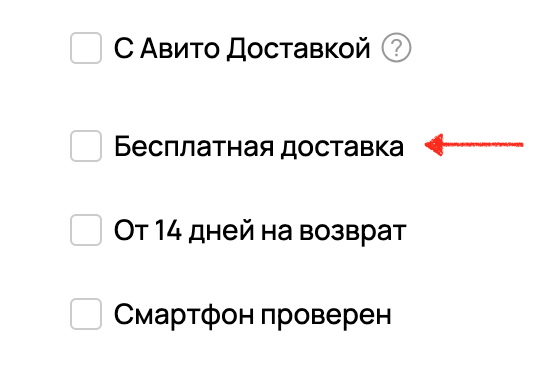 С Авито Доставкой ?
Бесплатная доставка
От 14 дней на возврат
Смартфон проверен